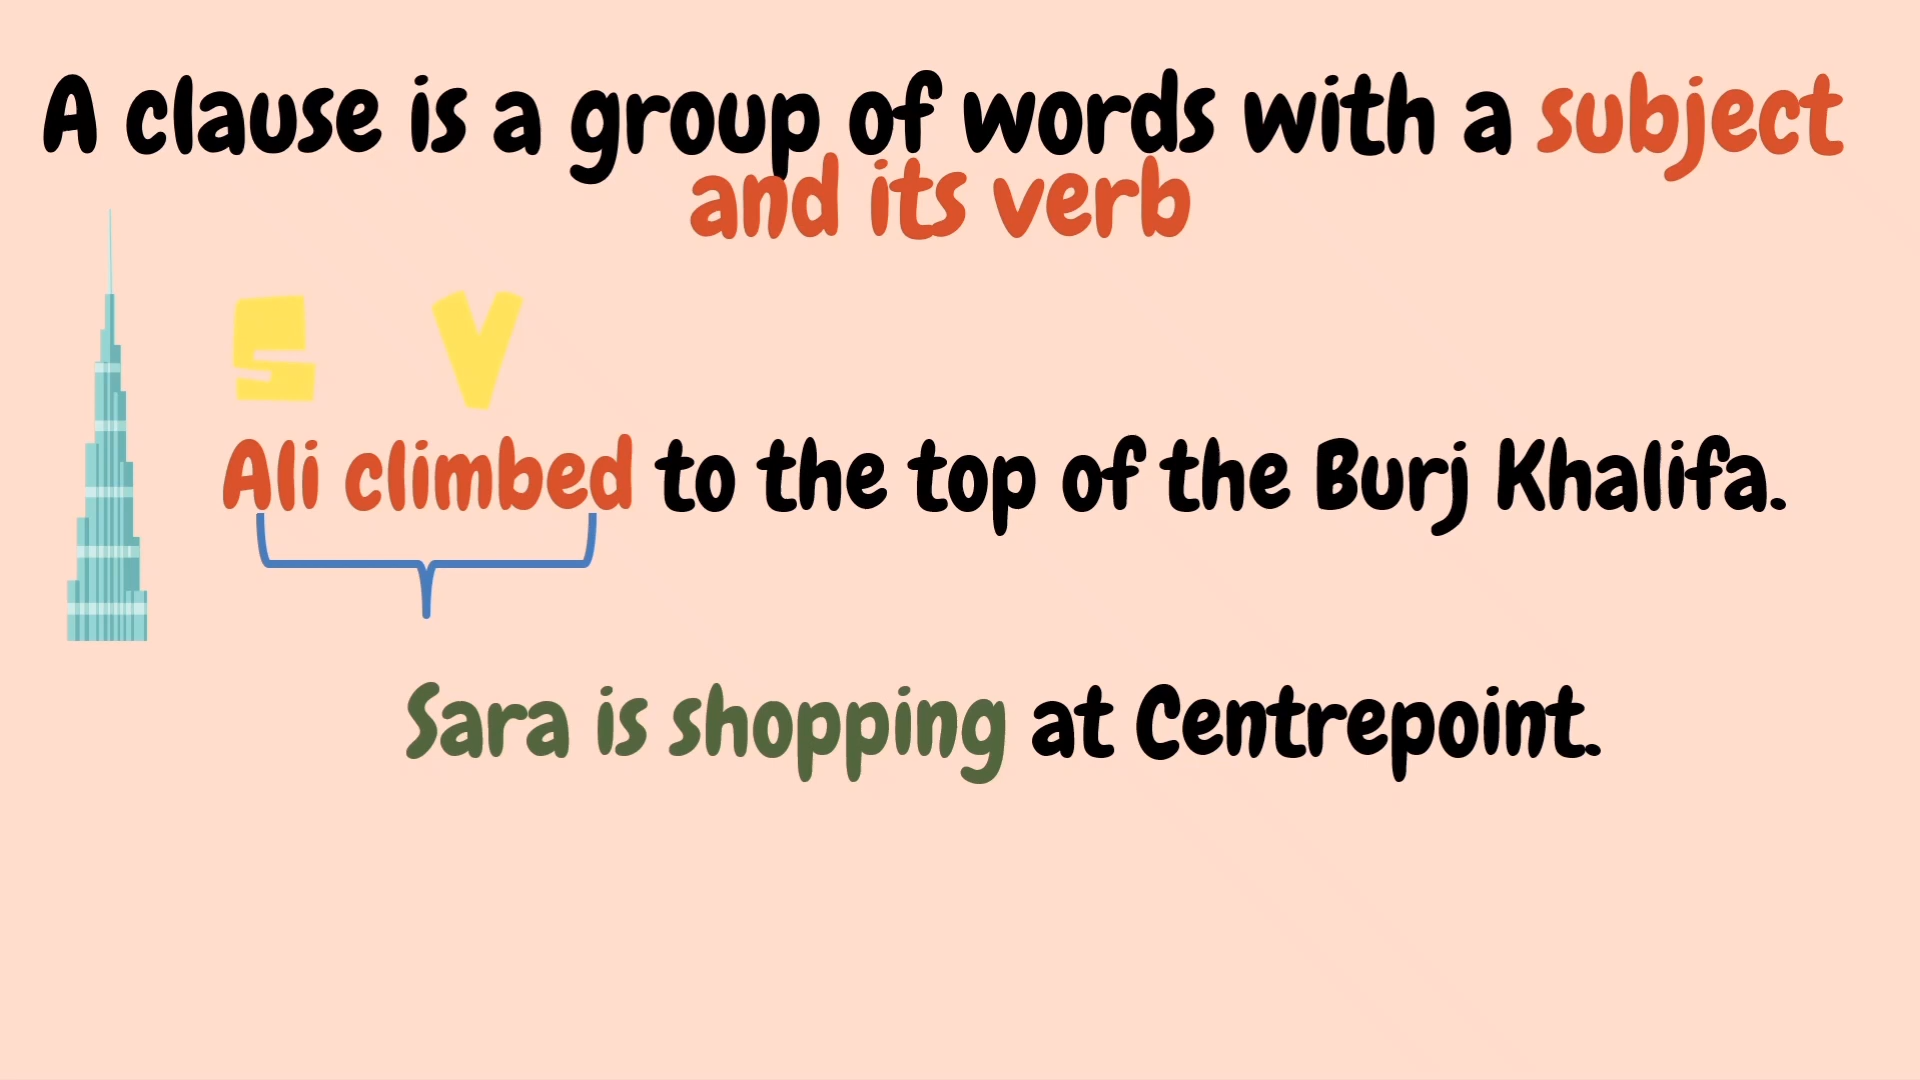 A clause is a group of words with a subject
and its verb
S V
Ali climbed to the top of the Burj Khalifa.
Sara is shopping at Centrepoint.